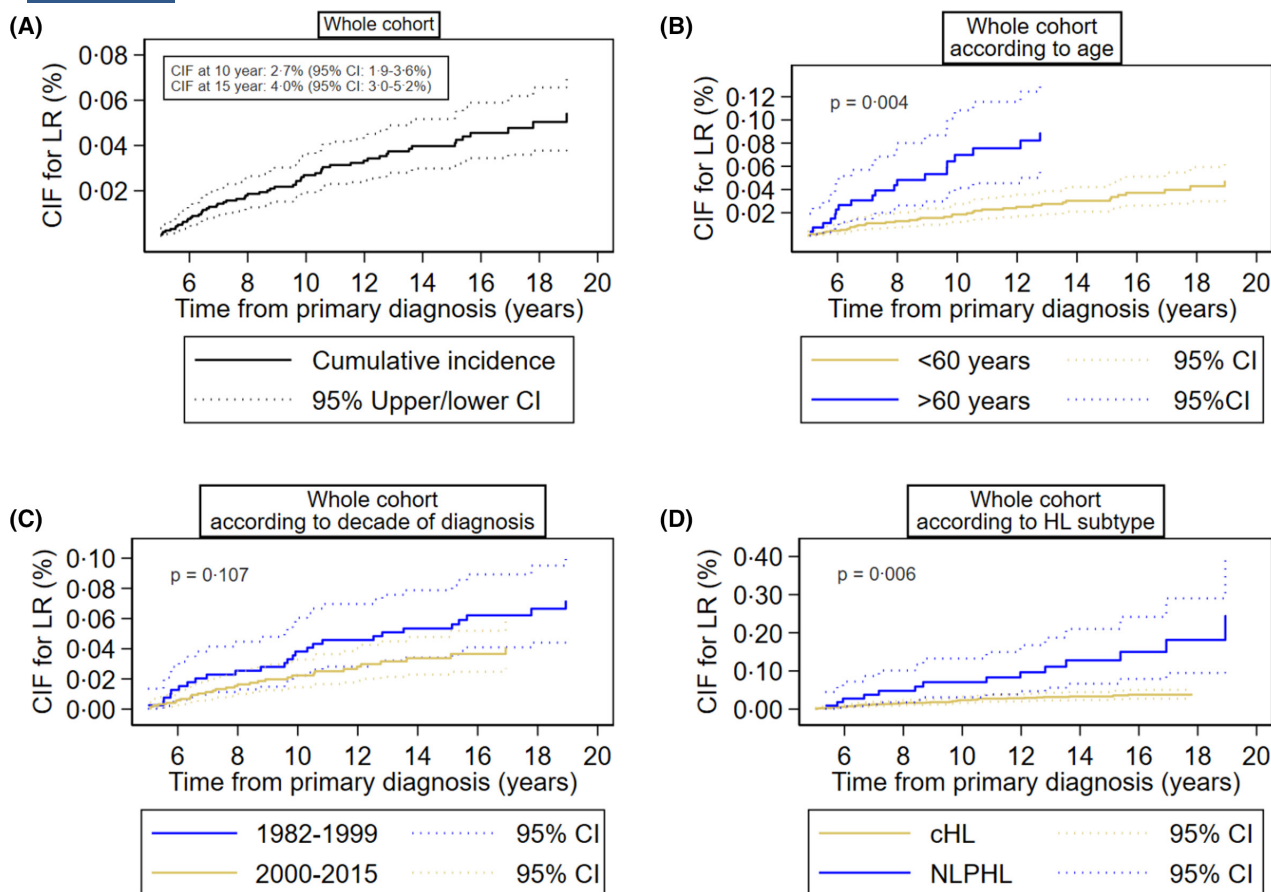 (A)
Whole cohort
CIF for LR (%)
0·08
0·06
0·04
0·02
CIF at 10 year: 2·7% (95% CI: 1·9-3·6%)
CIF at 15 year: 4·0% (95% CI: 3·0-5·2%)
6 8 10 12 14 16 18 20
Time from primary diagnosis (years)
Cumulative incidence
95% Upper/lower CI
(B)
Whole cohort
according to age
CIF for LR (%)
0·12
0·10
0·08
0·06
0·04
0·02
p = 0·004
6 8 10 12 14 16 18 20
Time from primary diagnosis (years)
<60 years 95% CI
>60 years 95%CI
(C)
Whole cohort
according to decade of diagnosis
CIF for LR (%)
0·10
0·08
0·06
0·04
0·02
0·00
p = 0·107
6 8 10 12 14 16 18 20
Time from primary diagnosis (years)
1982-1999 95% CI
2000-2015 95% CI
(D)
Whole cohort
according to HL subtype
CIF for LR (%)
0·40
0·30
0·20
0·10
0·00
p = 0·006
6 8 10 12 14 16 18 20
Time from primary diagnosis (years)
cHL 95% CI
NLPHL 95% CI